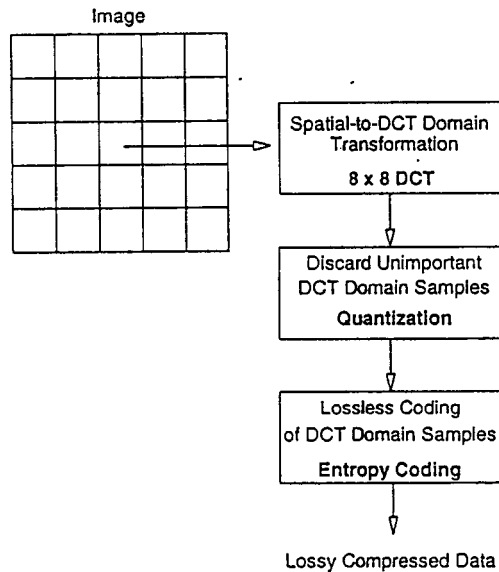 Image
Spatial-to-DCT Domain
Transformation
8 x 8 DCT
Discard Unimportant
DCT Domain Samples
Quantization
Lossless Coding
of DCT Domain Samples
Entropy Coding
Lossy Compressed Data